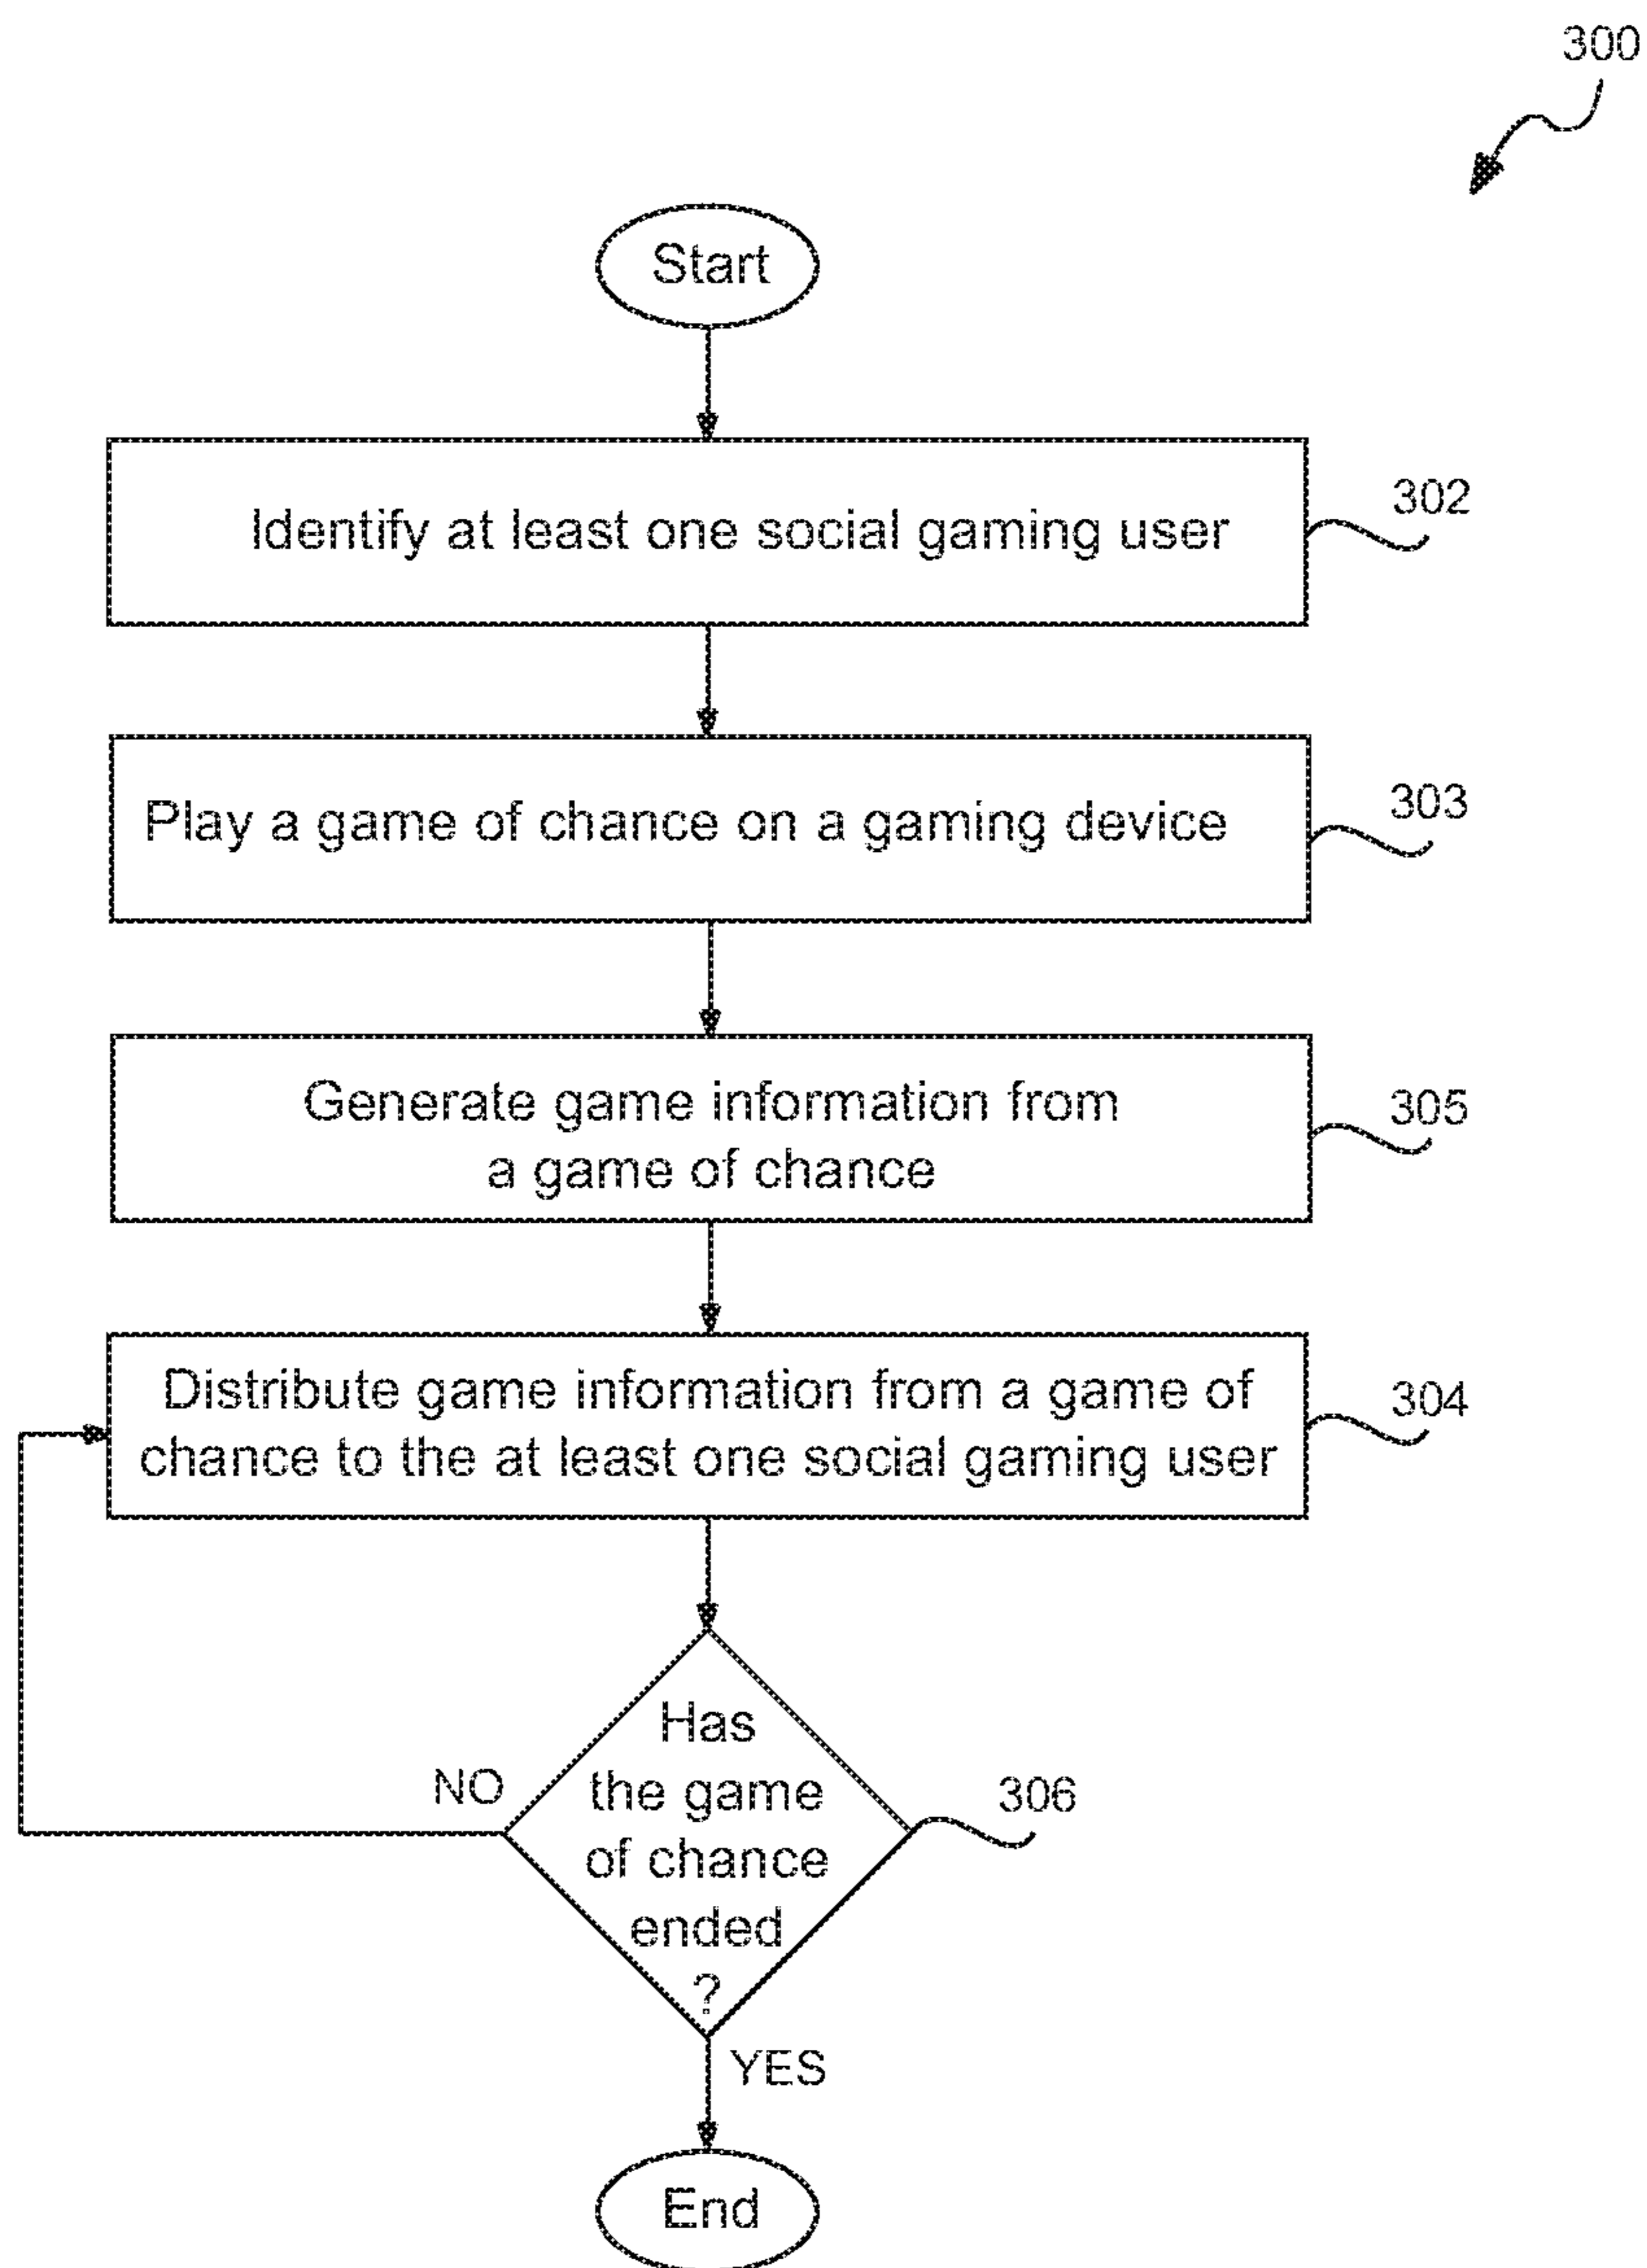 300
Start
Identify at least one social gaming user
302
Play a game of chance on a gaming device
303
Generate game information from
a game of chance
305
Distribute game information from a game of
chance to the at least one social gaming user
304
Has
the game
of chance
ended
?
306
NO
YES
End